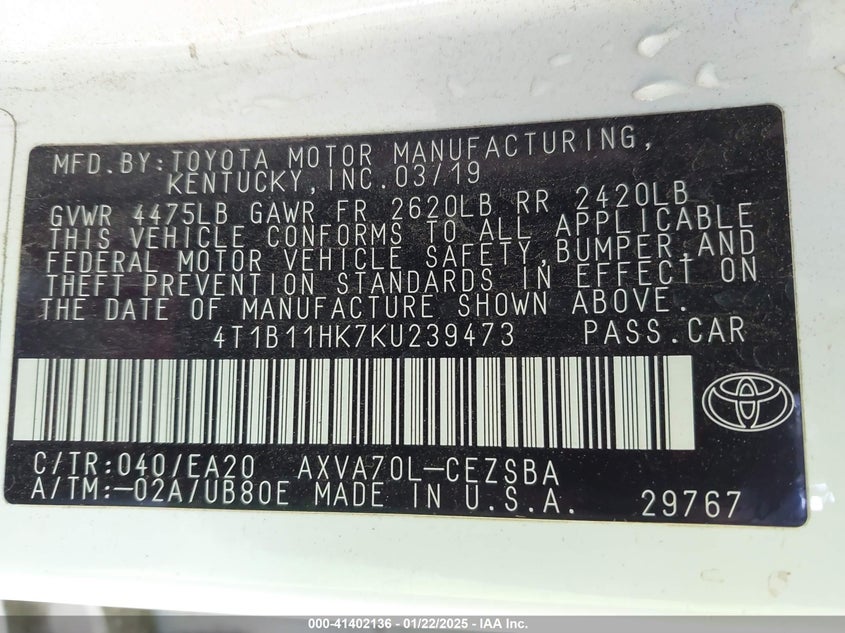 MFD. BY: TOYOTA MOTOR MANUFACTURING,
KENTUCKY, INC. 03/19
GVWR 4475LB GAWR FR 2620LB RR 2420LB
THIS VEHICLE CONFORMS TO ALL APPLICABLE
FEDERAL MOTOR VEHICLE SAFETY, BUMPER, AND
THEFT PREVENTION STANDARDS IN EFFECT ON
THE DATE OF MANUFACTURE SHOWN ABOVE.
4T1B11HK7KU239473 PASS. CAR
C/TR: 040/EA20 AXVA70L-CEZSBA
A/TM: -02A/UB80E MADE IN U.S.A. 29767
000-41402136 - 01/22/2025 - IAA Inc.